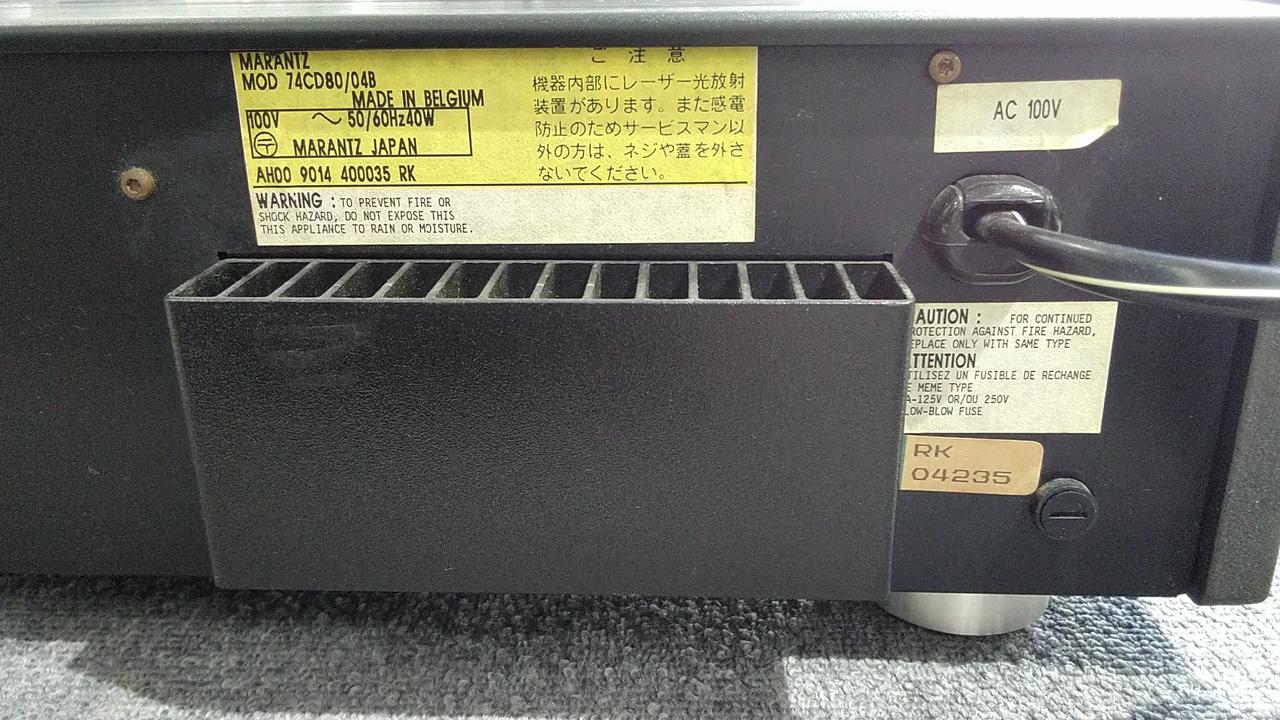 MARANTZ
MOD 74CD80/04B
MADE IN BELGIUM
100V ～ 50/60Hz40W
MARANTZ JAPAN
AH00 9014 400035 RK
ご注意
機器内部にレーザー光放射
装置があります。また感電
防止のためサービスマン以
外の方は、ネジや蓋を外さ
ないでください。
WARNING : TO PREVENT FIRE OR
SHOCK HAZARD, DO NOT EXPOSE THIS
THIS APPLIANCE TO RAIN OR MOISTURE.
AC 100V
AUTION : FOR CONTINUED
ROTECTION AGAINST FIRE HAZARD,
EPLACE ONLY WITH SAME TYPE
TTENTION
TILISEZ UN FUSIBLE DE RECHANGE
E MEME TYPE
A-125V OR/OU 250V
LOW-BLOW FUSE
RK
04235